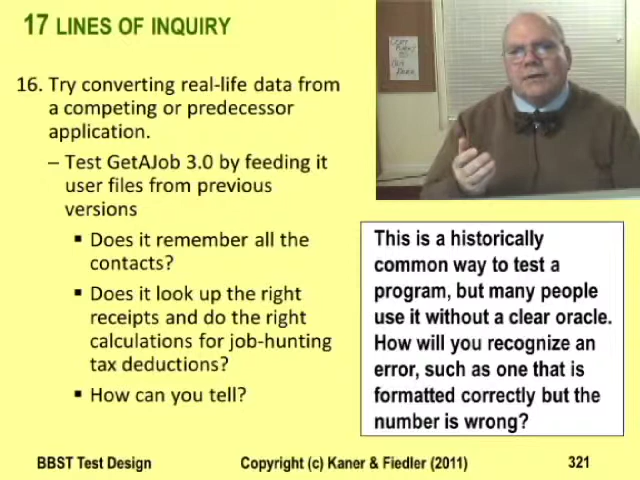 17 LINES OF INQUIRY
16. Try converting real-life data from
a competing or predecessor
application.
– Test GetAJob 3.0 by feeding it
user files from previous
versions
▪ Does it remember all the
contacts?
▪ Does it look up the right
receipts and do the right
calculations for job-hunting
tax deductions?
▪ How can you tell?
This is a historically
common way to test a
program, but many people
use it without a clear oracle.
How will you recognize an
error, such as one that is
formatted correctly but the
number is wrong?
BBST Test Design
Copyright (c) Kaner & Fiedler (2011)
321